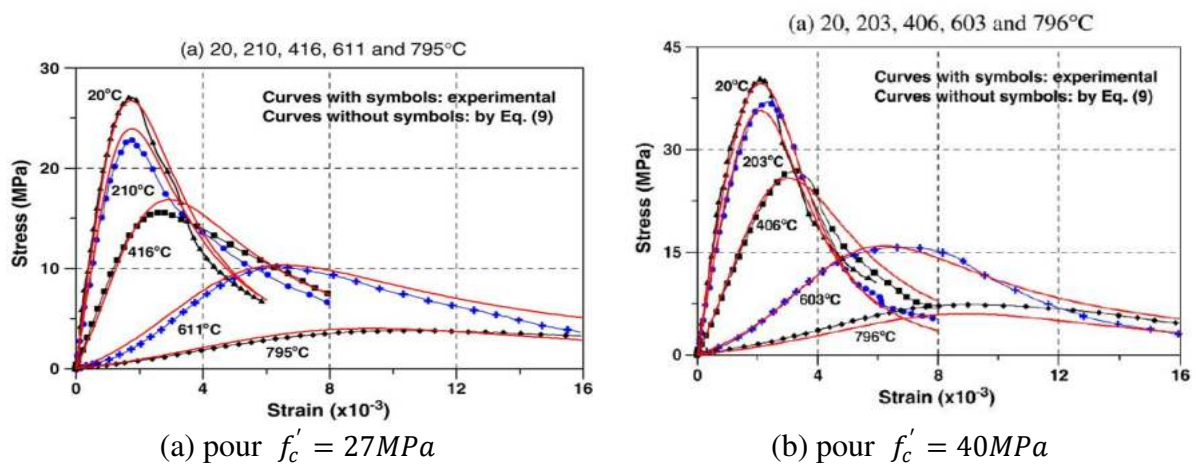 (a) 20, 210, 416, 611 and 795°C
30
20
10
0
Stress (MPa)
20°C
210°C
416°C
611°C
795°C
Curves with symbols: experimental
Curves without symbols: by Eq. (9)
0
4
8
12
16
Strain (x10⁻³)
(a) pour f_c' = 27MPa
(a) 20, 203, 406, 603 and 796°C
45
30
15
0
Stress (MPa)
20°C
203°C
406°C
603°C
796°C
Curves with symbols: experimental
Curves without symbols: by Eq. (9)
0
4
8
12
16
Strain (x10⁻³)
(b) pour f_c' = 40MPa